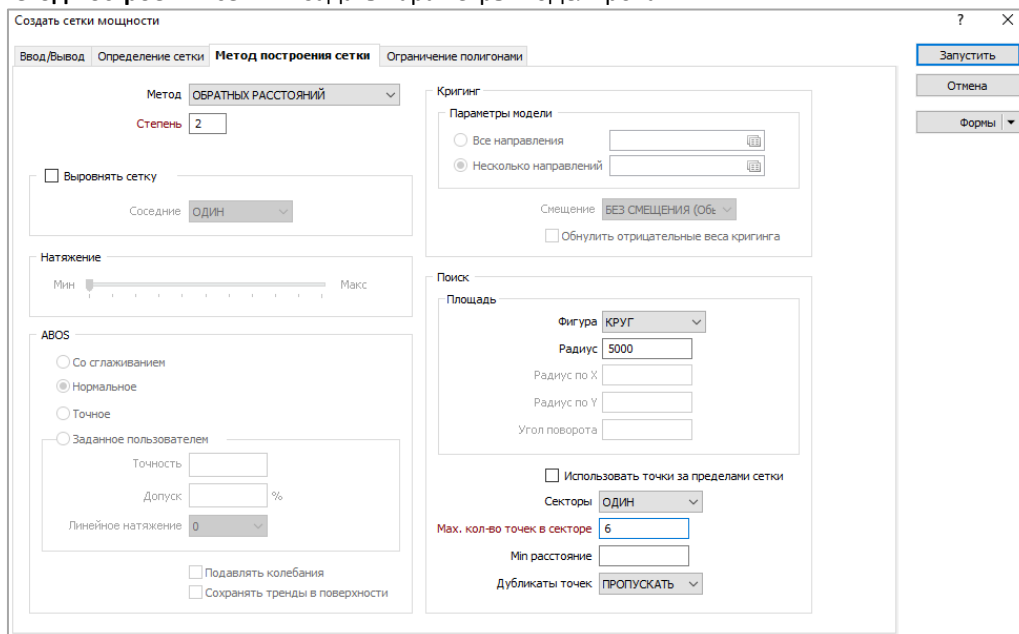 Создать сетки мощности
Ввод/Вывод Определение сетки Метод построения сетки Ограничение полигонами
Запустить
Отмена
Формы
Метод ОБРАТНЫХ РАССТОЯНИЙ
Степень 2
Выровнять сетку
Соседние ОДИН
Натяжение
Мин Макс
ABOS
Со сглаживанием
Нормальное
Точное
Заданное пользователем
Точность
Допуск %
Линейное натяжение 0
Подавлять колебания
Сохранять тренды в поверхности
Кригинг
Параметры модели
Все направления
Несколько направлений
Смещение БЕЗ СМЕЩЕНИЯ (Обь
Обнулить отрицательные веса кригинга
Поиск
Площадь
Фигура КРУГ
Радиус 5000
Радиус по X
Радиус по Y
Угол поворота
Использовать точки за пределами сетки
Секторы ОДИН
Max. кол-во точек в секторе 6
Min расстояние
Дубликаты точек ПРОПУСКАТЬ